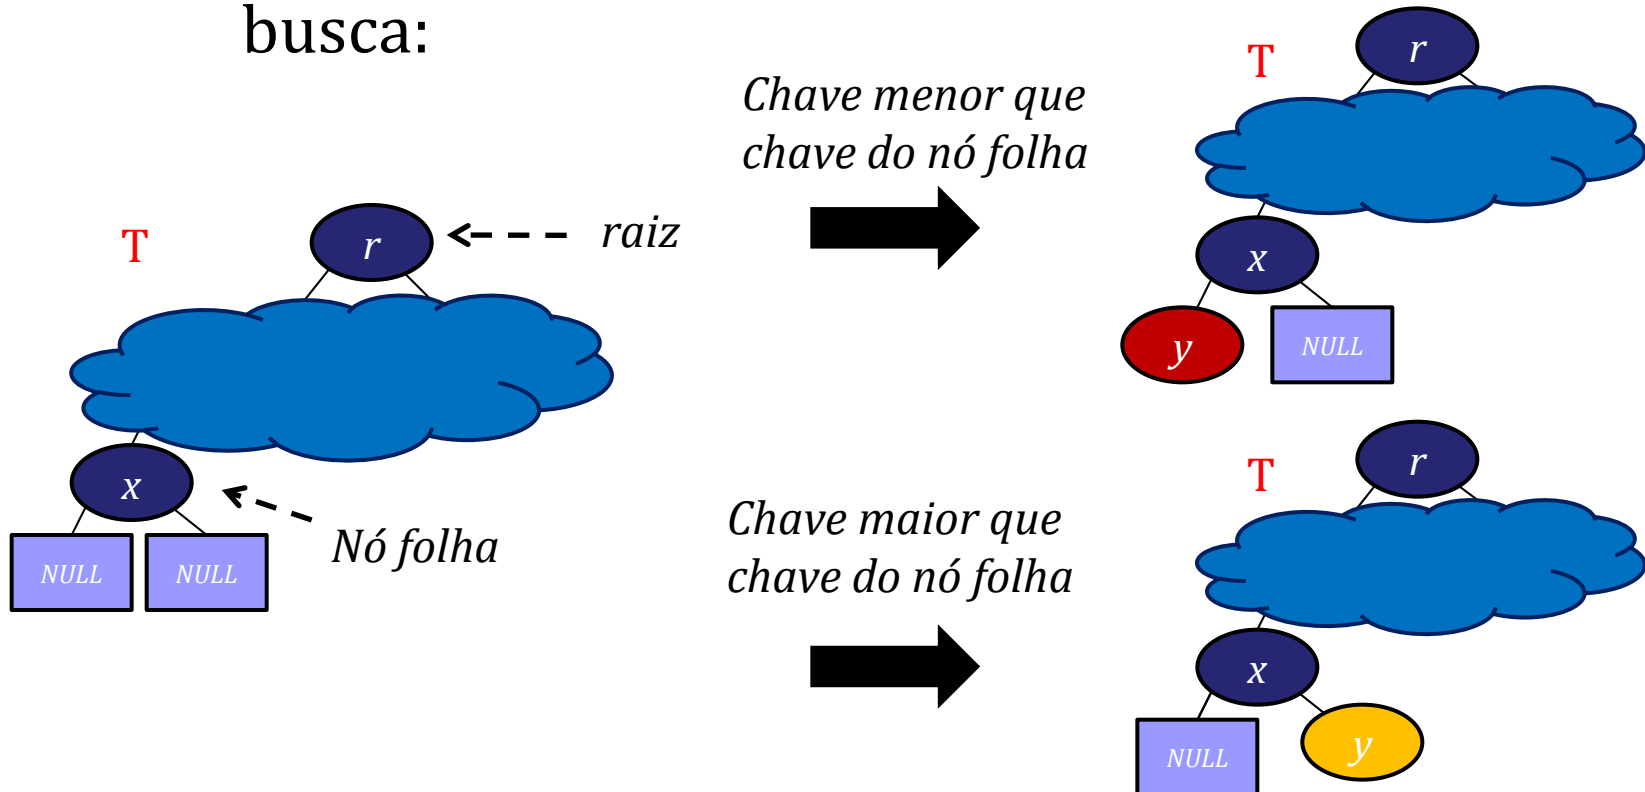 busca:
T
r
raiz
x
Nó folha
NULL
NULL
Chave menor que
chave do nó folha
T
r
x
y
NULL
Chave maior que
chave do nó folha
T
r
x
NULL
y